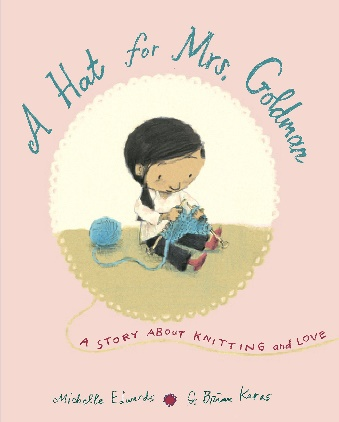 A Hat for Mrs. Goldman
A STORY ABOUT KNITTING and LOVE
Michelle Edwards G. Brian Karas